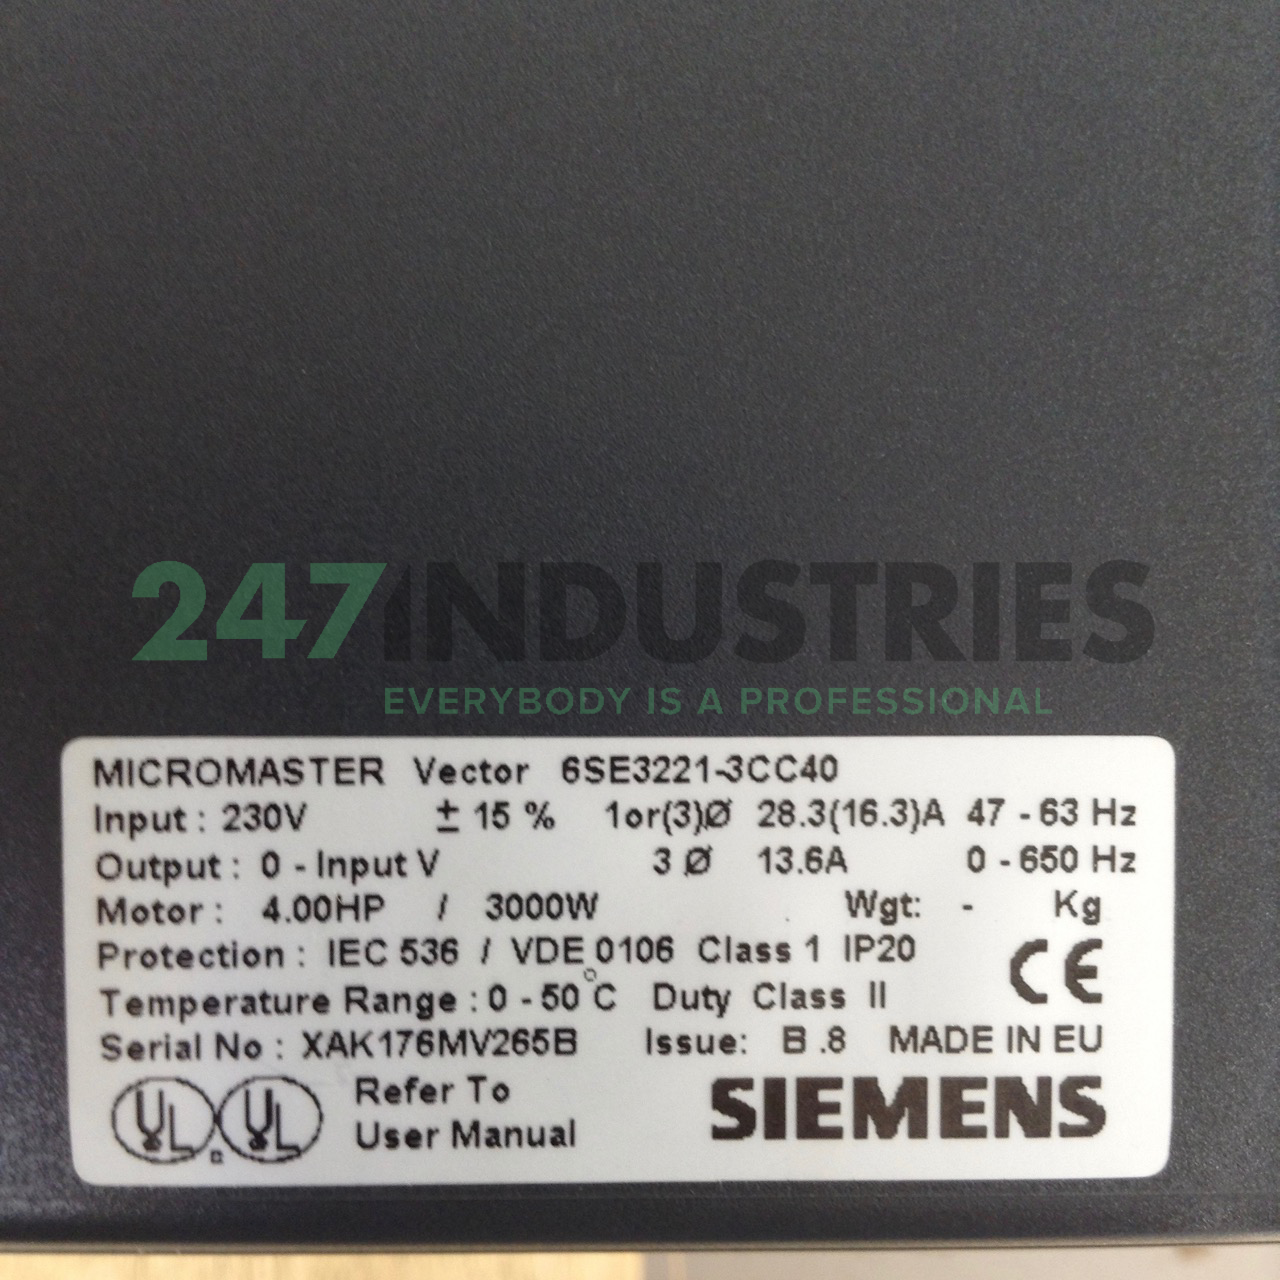 247INDUSTRIES
EVERYBODY IS A PROFESSIONAL
MICROMASTER Vector 6SE3221-3CC40
Input : 230V ± 15 % 1or(3)Ø 28.3(16.3)A 47 - 63 Hz
Output : 0 - Input V 3 Ø 13.6A 0 - 650 Hz
Motor : 4.00HP / 3000W Wgt: - Kg
Protection : IEC 536 / VDE 0106 Class 1 IP20
CE
Temperature Range : 0 - 50°C Duty Class II
Serial No : XAK176MV265B Issue: B .8 MADE IN EU
UL UL Refer To
User Manual
SIEMENS